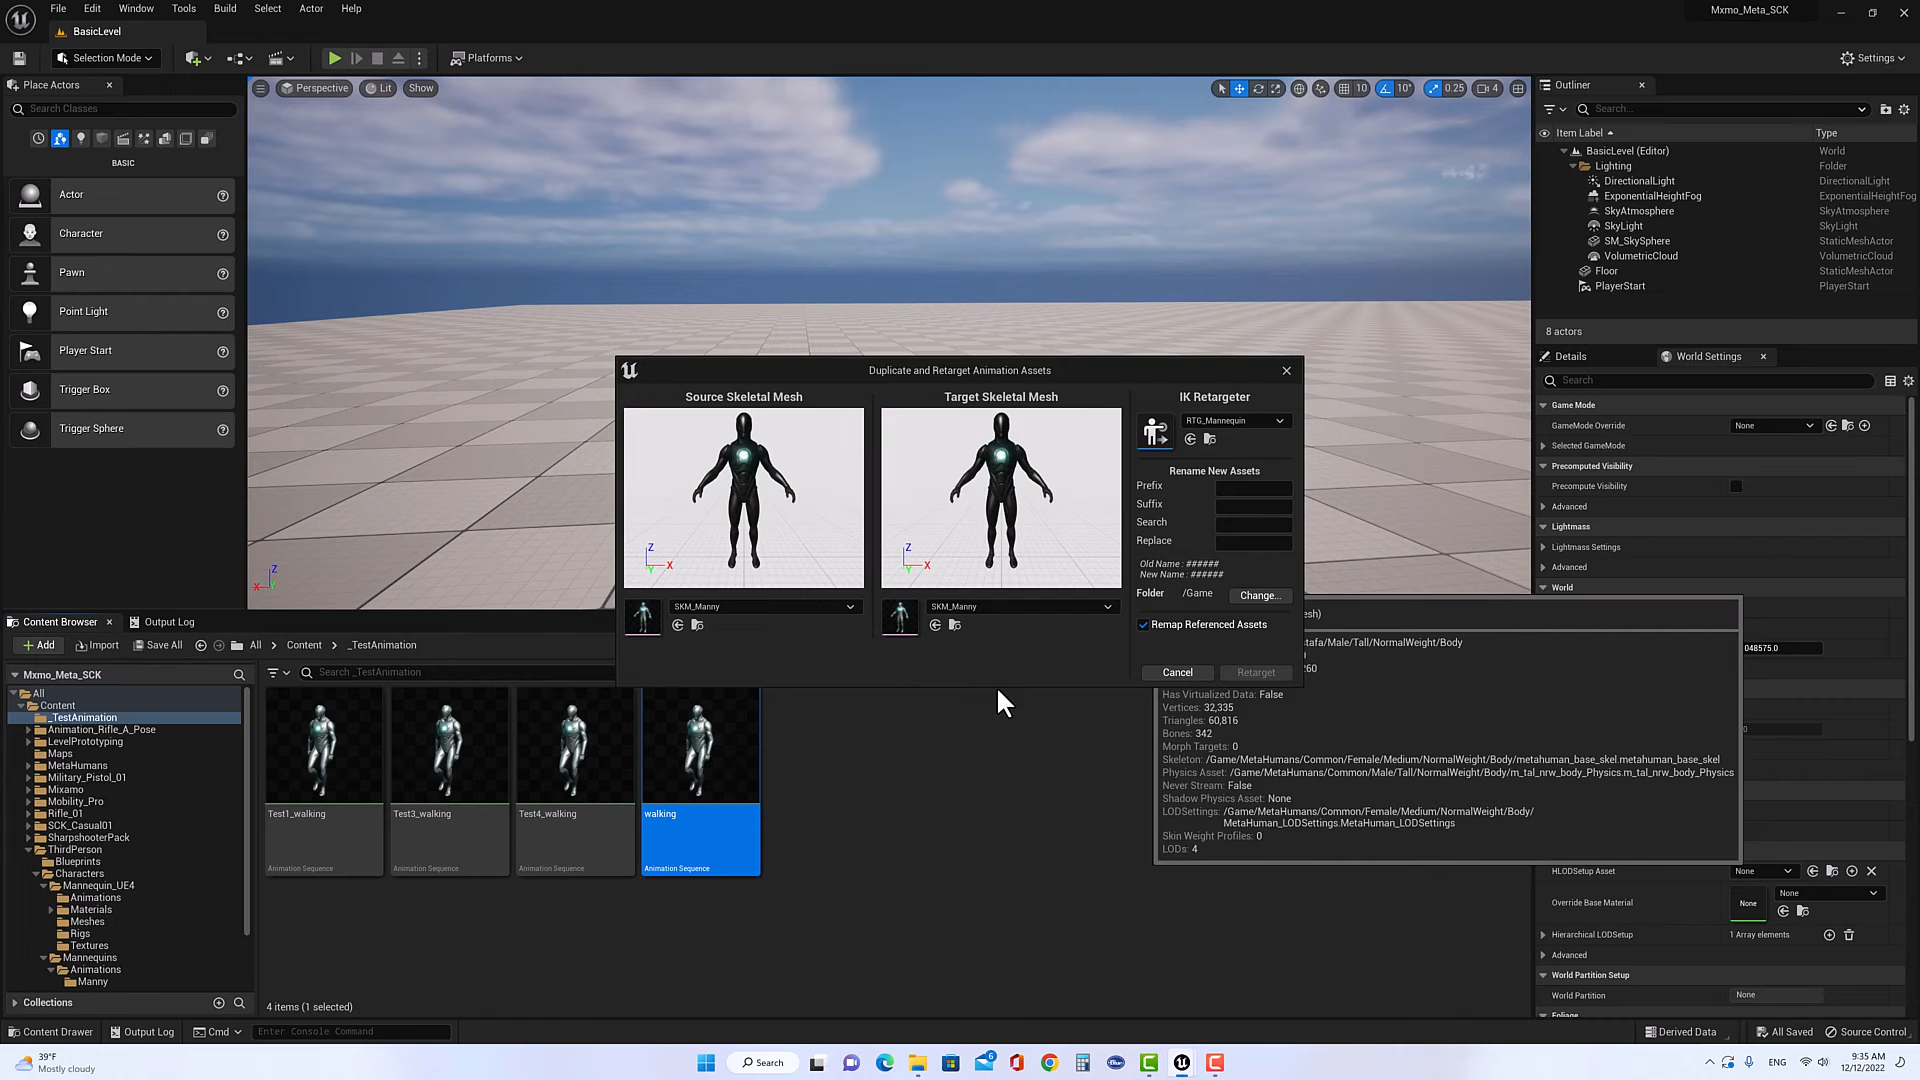 File Edit Window Tools Build Select Actor Help
Mxmo_Meta_SCK
BasicLevel
Selection Mode
Platforms
Settings
Place Actors
Search Classes
BASIC
Actor
Character
Pawn
Point Light
Player Start
Trigger Box
Trigger Sphere
Perspective Lit Show
10 10° 0.25 4
Z
X
Y
Outliner
Search...
Item Label Type
BasicLevel (Editor) World
Lighting Folder
DirectionalLight DirectionalLight
ExponentialHeightFog ExponentialHeightFog
SkyAtmosphere SkyAtmosphere
SkyLight SkyLight
SM_SkySphere StaticMeshActor
VolumetricCloud VolumetricCloud
Floor StaticMeshActor
PlayerStart PlayerStart
8 actors
Details World Settings
Search
Game Mode
GameMode Override None
Selected GameMode
Precomputed Visibility
Precompute Visibility
Advanced
Lightmass
Lightmass Settings
Advanced
World
048575.0
HLODSetup Asset None
None
Override Base Material None
Hierarchical LODSetup 1 Array elements
Advanced
World Partition Setup
World Partition None
Foliage
Duplicate and Retarget Animation Assets
Source Skeletal Mesh
Z
X
Y
SKM_Manny
Target Skeletal Mesh
Z
X
Y
SKM_Manny
IK Retargeter
RTG_Mannequin
Rename New Assets
Prefix
Suffix
Search
Replace
Old Name : ######
New Name : ######
Folder /Game Change...
Remap Referenced Assets
Cancel Retarget
esh)
stafa/Male/Tall/NormalWeight/Body
260
Has Virtualized Data: False
Vertices: 32,335
Triangles: 60,816
Bones: 342
Morph Targets: 0
Skeleton: /Game/MetaHumans/Common/Female/Medium/NormalWeight/Body/metahuman_base_skel.metahuman_base_skel
Physics Asset: /Game/MetaHumans/Common/Male/Tall/NormalWeight/Body/m_tal_nrw_body_Physics.m_tal_nrw_body_Physics
Never Stream: False
Shadow Physics Asset: None
LODSettings: /Game/MetaHumans/Common/Female/Medium/NormalWeight/Body/
MetaHuman_LODSettings.MetaHuman_LODSettings
Skin Weight Profiles: 0
LODs: 4
Content Browser Output Log
Add Import Save All All Content _TestAnimation
Mxmo_Meta_SCK
Search _TestAnimation
All
Content
_TestAnimation
Animation_Rifle_A_Pose
LevelPrototyping
Maps
MetaHumans
Military_Pistol_01
Mixamo
Mobility_Pro
Rifle_01
SCK_Casual01
SharpshooterPack
ThirdPerson
Blueprints
Characters
Mannequin_UE4
Animations
Materials
Meshes
Rigs
Textures
Mannequins
Animations
Manny
Collections
Test1_walking
Animation Sequence
Test3_walking
Animation Sequence
Test4_walking
Animation Sequence
walking
Animation Sequence
4 items (1 selected)
Content Drawer Output Log Cmd Enter Console Command
Derived Data All Saved Source Control
39°F
Mostly cloudy
Search
6
ENG
9:35 AM
12/12/2022